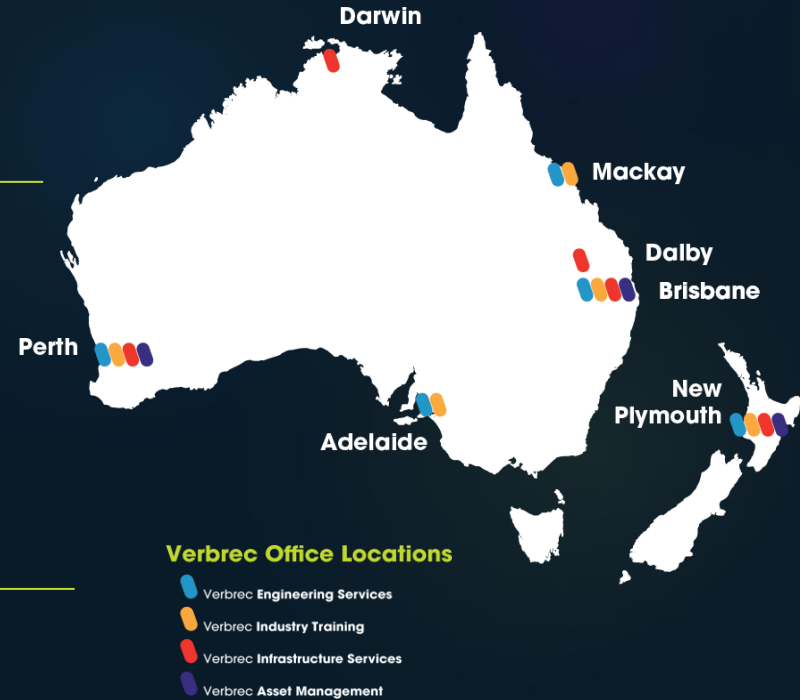 Darwin
Mackay
Dalby
Brisbane
Perth
New
Plymouth
Adelaide
Verbrec Office Locations
Verbrec Engineering Services
Verbrec Industry Training
Verbrec Infrastructure Services
Verbrec Asset Management